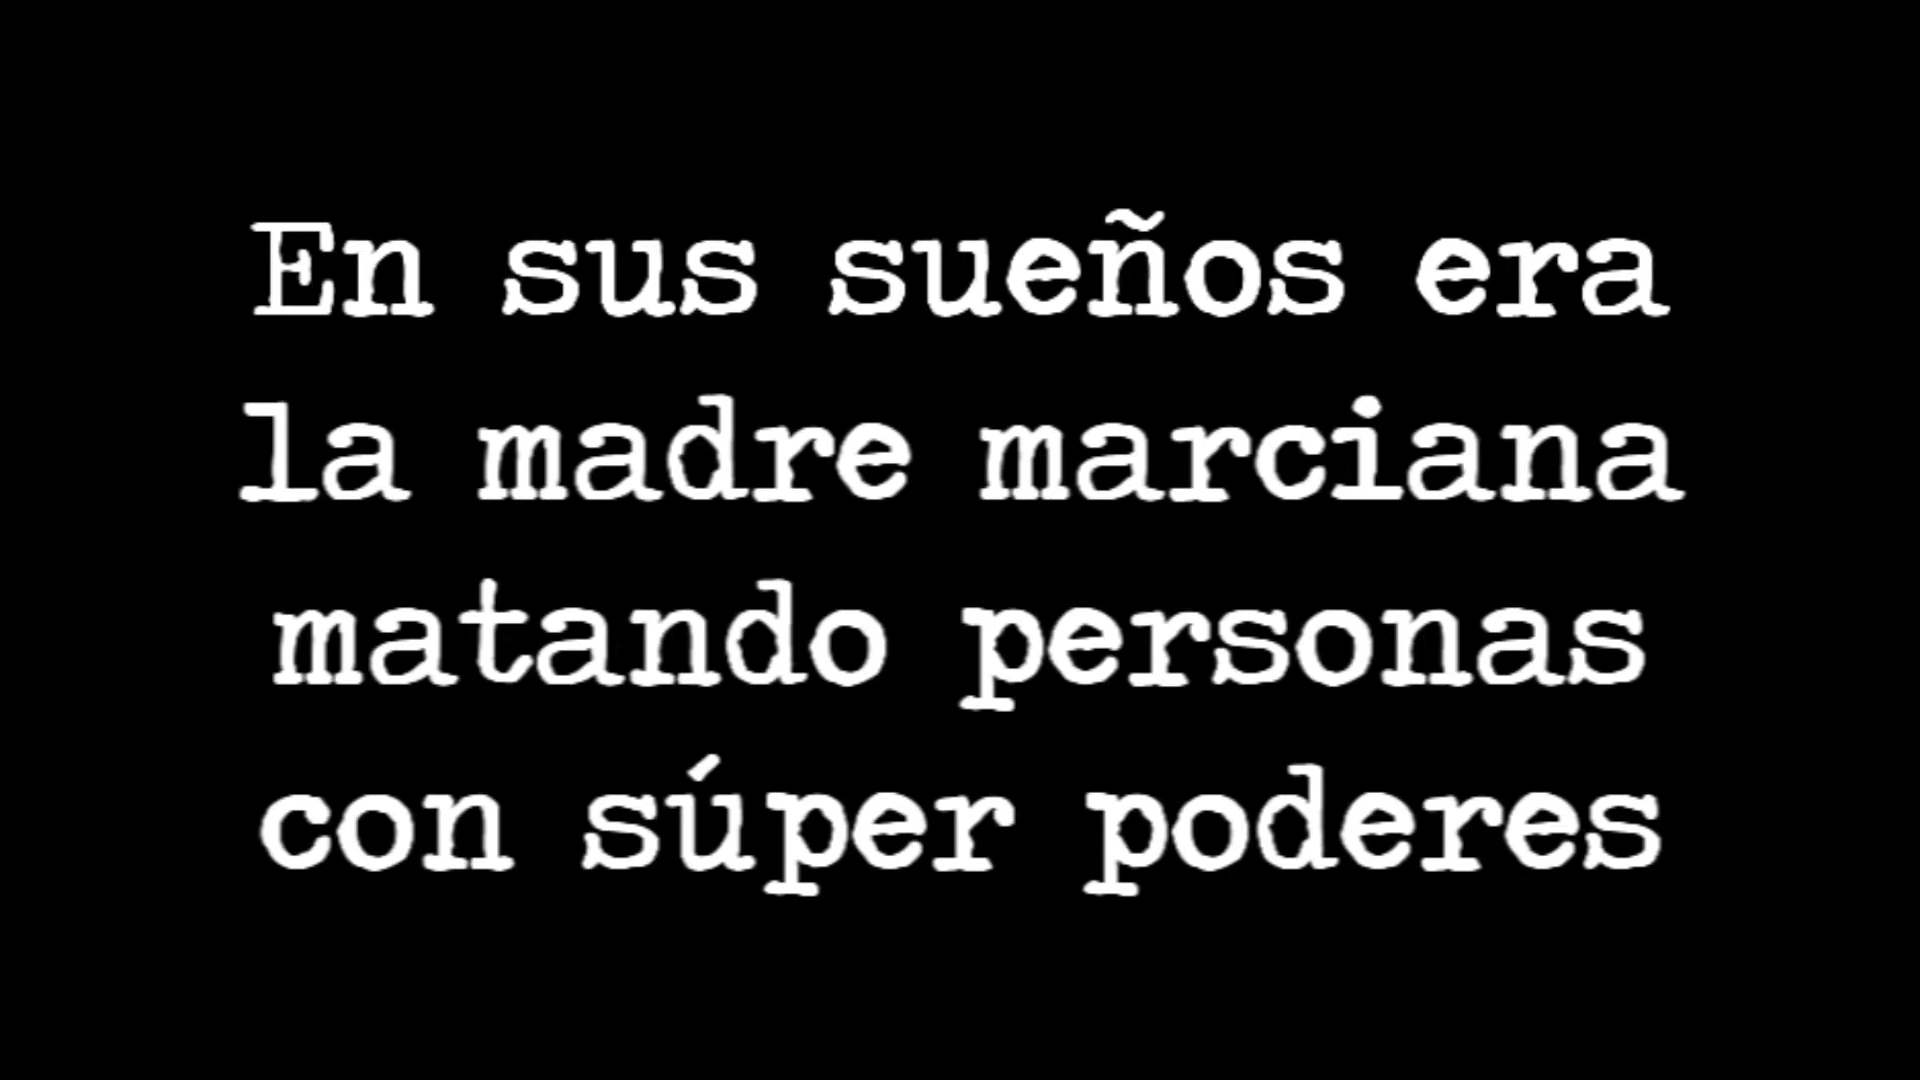 En sus sueños era
la madre marciana
matando personas
con súper poderes